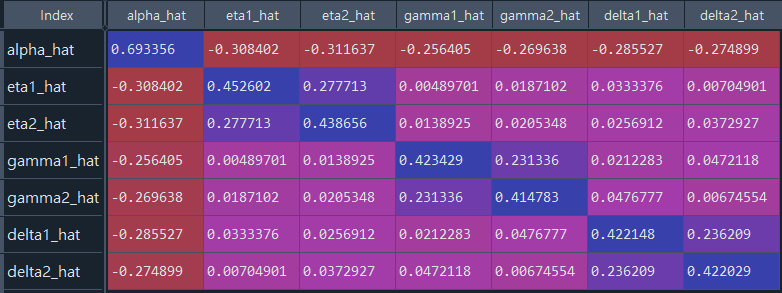 Index alpha_hat eta1_hat eta2_hat gamma1_hat gamma2_hat delta1_hat delta2_hat
alpha_hat 0.693356 -0.308402 -0.311637 -0.256405 -0.269638 -0.285527 -0.274899
eta1_hat -0.308402 0.452602 0.277713 0.00489701 0.0187102 0.0333376 0.00704901
eta2_hat -0.311637 0.277713 0.438656 0.0138925 0.0205348 0.0256912 0.0372927
gamma1_hat -0.256405 0.00489701 0.0138925 0.423429 0.231336 0.0212283 0.0472118
gamma2_hat -0.269638 0.0187102 0.0205348 0.231336 0.414783 0.0476777 0.00674554
delta1_hat -0.285527 0.0333376 0.0256912 0.0212283 0.0476777 0.422148 0.236209
delta2_hat -0.274899 0.00704901 0.0372927 0.0472118 0.00674554 0.236209 0.422029